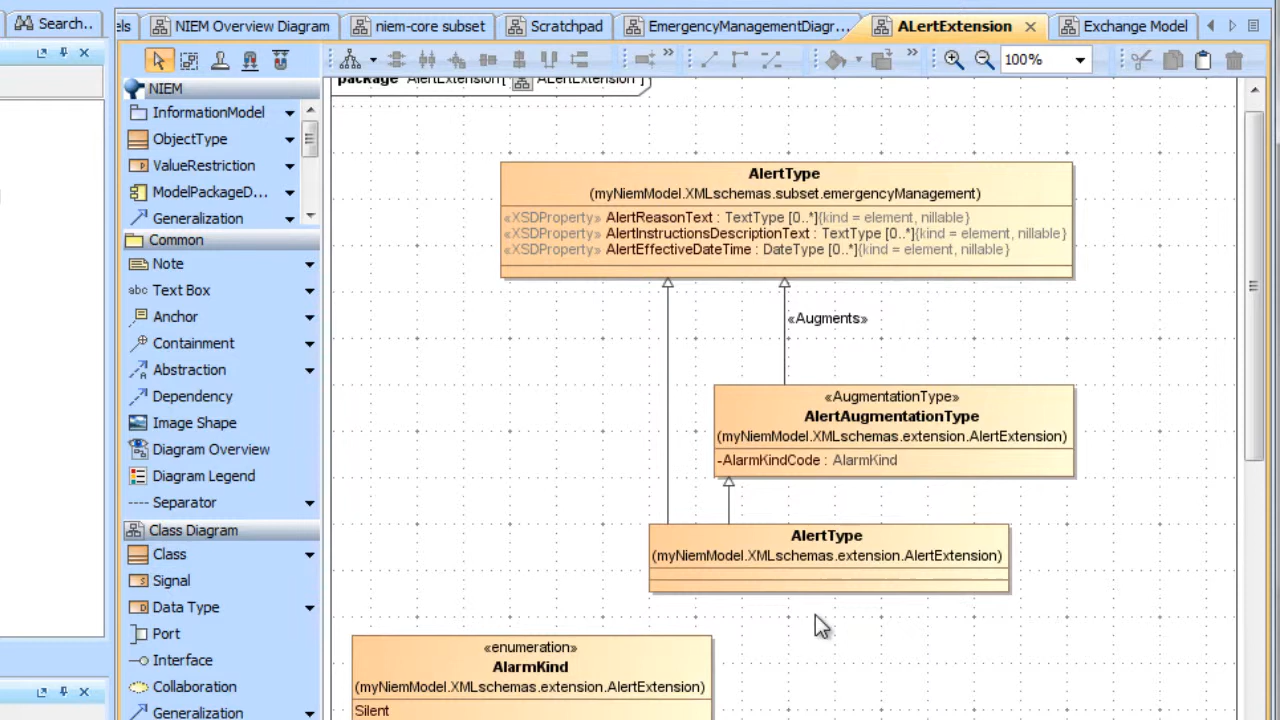 Search..
els
NIEM Overview Diagram
niem-core subset
Scratchpad
EmergencyManagementDiagr...
ALertExtension
Exchange Model
100%
NIEM
InformationModel
ObjectType
ValueRestriction
ModelPackageD...
Generalization
Common
Note
abc Text Box
Anchor
Containment
Abstraction
Dependency
Image Shape
Diagram Overview
Diagram Legend
Separator
Class Diagram
Class
Signal
Data Type
Port
Interface
Collaboration
Generalization
package AlertExtension[ ALertExtension ]
AlertType
(myNiemModel.XMLschemas.subset.emergencyManagement)
«XSDProperty» AlertReasonText : TextType [0..*]{kind = element, nillable}
«XSDProperty» AlertInstructionsDescriptionText : TextType [0..*]{kind = element, nillable}
«XSDProperty» AlertEffectiveDateTime : DateType [0..*]{kind = element, nillable}
«Augments»
«AugmentationType»
AlertAugmentationType
(myNiemModel.XMLschemas.extension.AlertExtension)
-AlarmKindCode : AlarmKind
AlertType
(myNiemModel.XMLschemas.extension.AlertExtension)
«enumeration»
AlarmKind
(myNiemModel.XMLschemas.extension.AlertExtension)
Silent